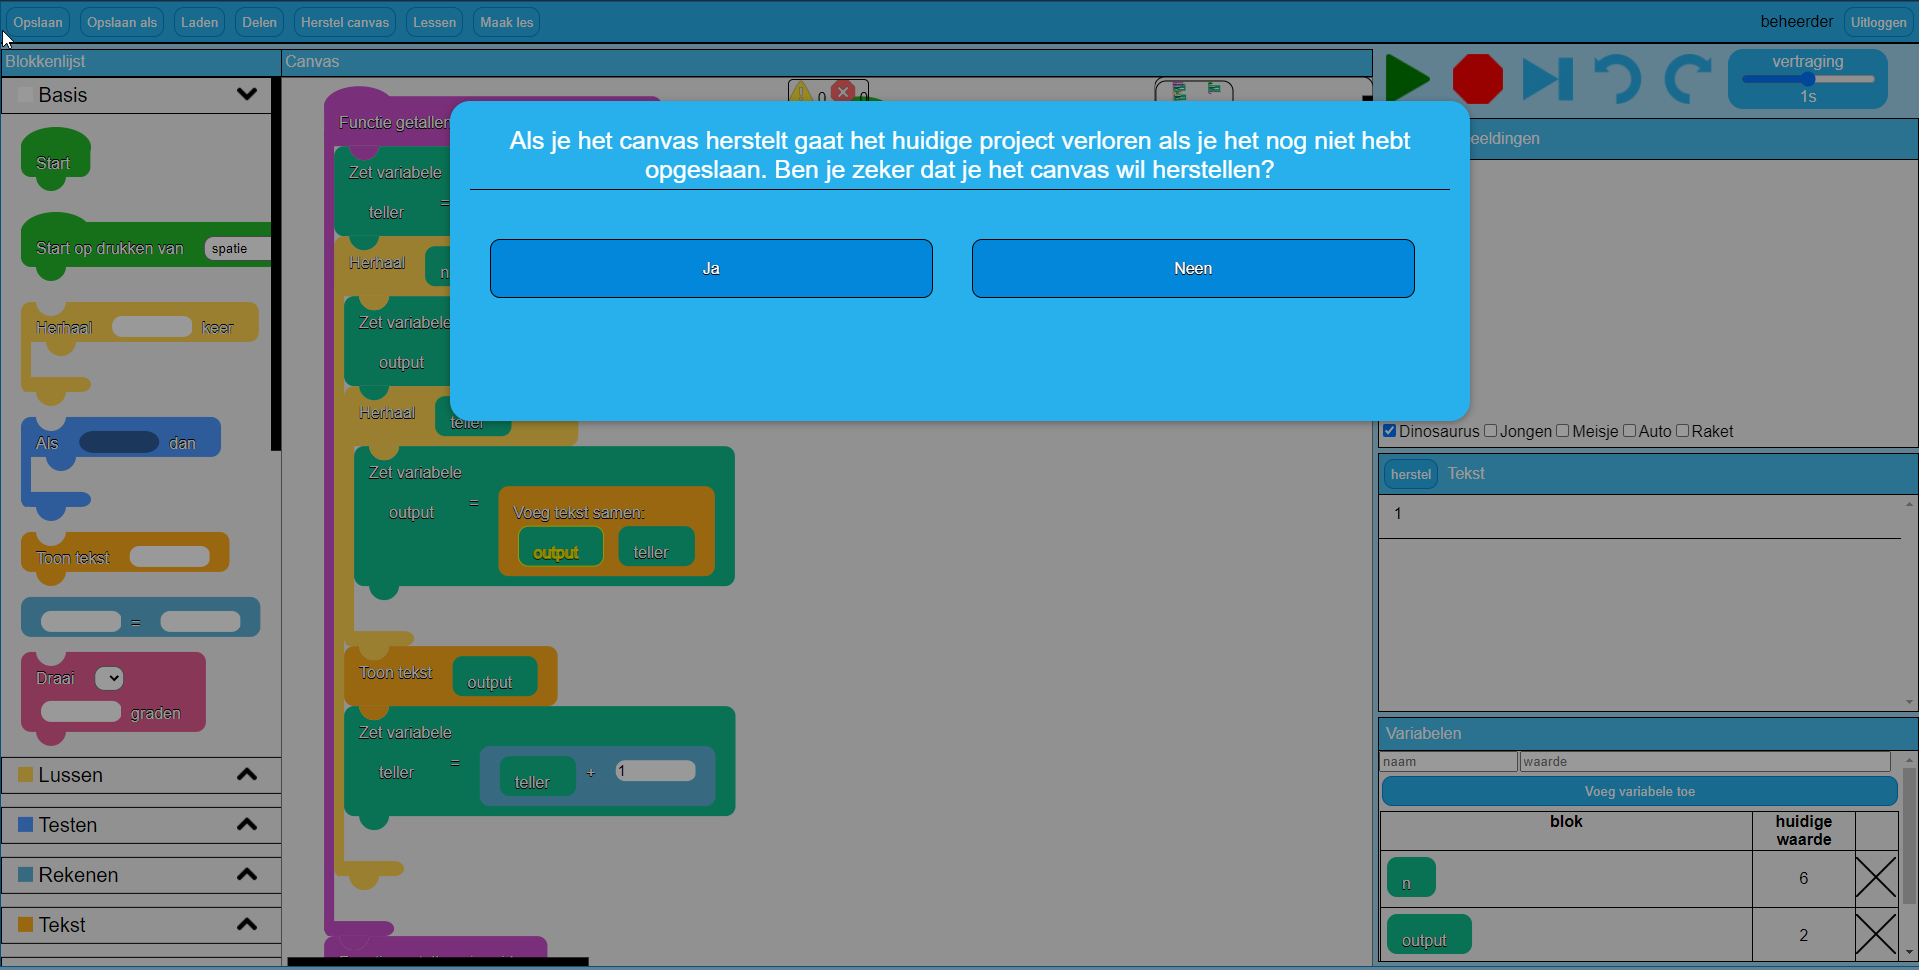 Opslaan Opslaan als Laden Delen Herstel canvas Lessen Maak les beheerder Uitloggen
Blokkenlijst
Basis
Start
Start op drukken van spatie
Herhaal keer
Als dan
Toon tekst
=
Draai
graden
Lussen
Testen
Rekenen
Tekst
Canvas
0 0
Functie getallen
Zet variabele
teller =
Herhaal n
Zet variabele
output
Herhaal teller
Zet variabele
output = Voeg tekst samen:
output teller
Toon tekst output
Zet variabele
teller = teller + 1
Als je het canvas herstelt gaat het huidige project verloren als je het nog niet hebt
opgeslaan. Ben je zeker dat je het canvas wil herstellen?
Ja Neen
vertraging
1s
eeldingen
Dinosaurus Jongen Meisje Auto Raket
herstel Tekst
1
Variabelen
naam waarde
Voeg variabele toe
blok huidige
waarde
n 6
output 2